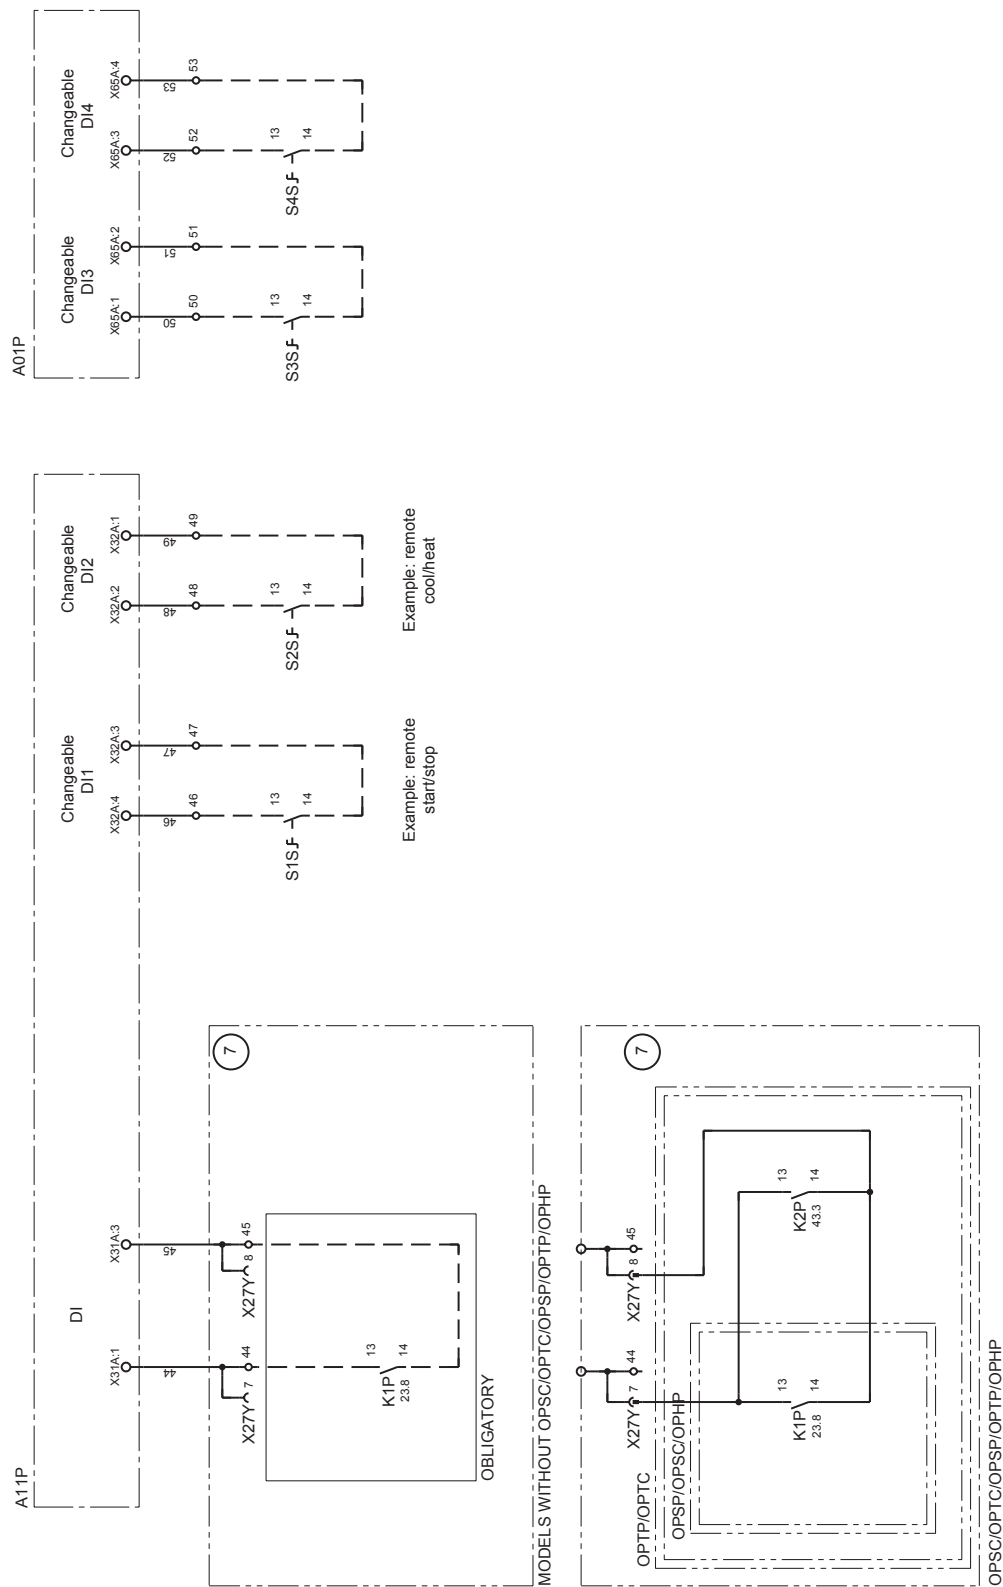 A01P
Changeable
DI3
X65A:1
X65A:2
50
51
50
51
13
14
S3S
Changeable
DI4
X65A:3
X65A:4
52
53
52
53
13
14
S4S
A11P
DI
X31A:1
X31A:3
44
45
Changeable
DI1
X32A:4
X32A:3
46
47
46
47
13
14
S1S
Example: remote
start/stop
Changeable
DI2
X32A:2
X32A:1
48
49
48
49
13
14
S2S
Example: remote
cool/heat
7
X27Y
7
44
X27Y
8
45
K1P
23.8
13
14
OBLIGATORY
MODELS WITHOUT OPSC/OPTC/OPSP/OPTP/OPHP
7
X27Y
7
44
X27Y
8
45
OPTP/OPTC
OPSP/OPSC/OPHP
K1P
23.8
13
14
K2P
43.3
13
14
OPSC/OPTC/OPSP/OPTP/OPHP